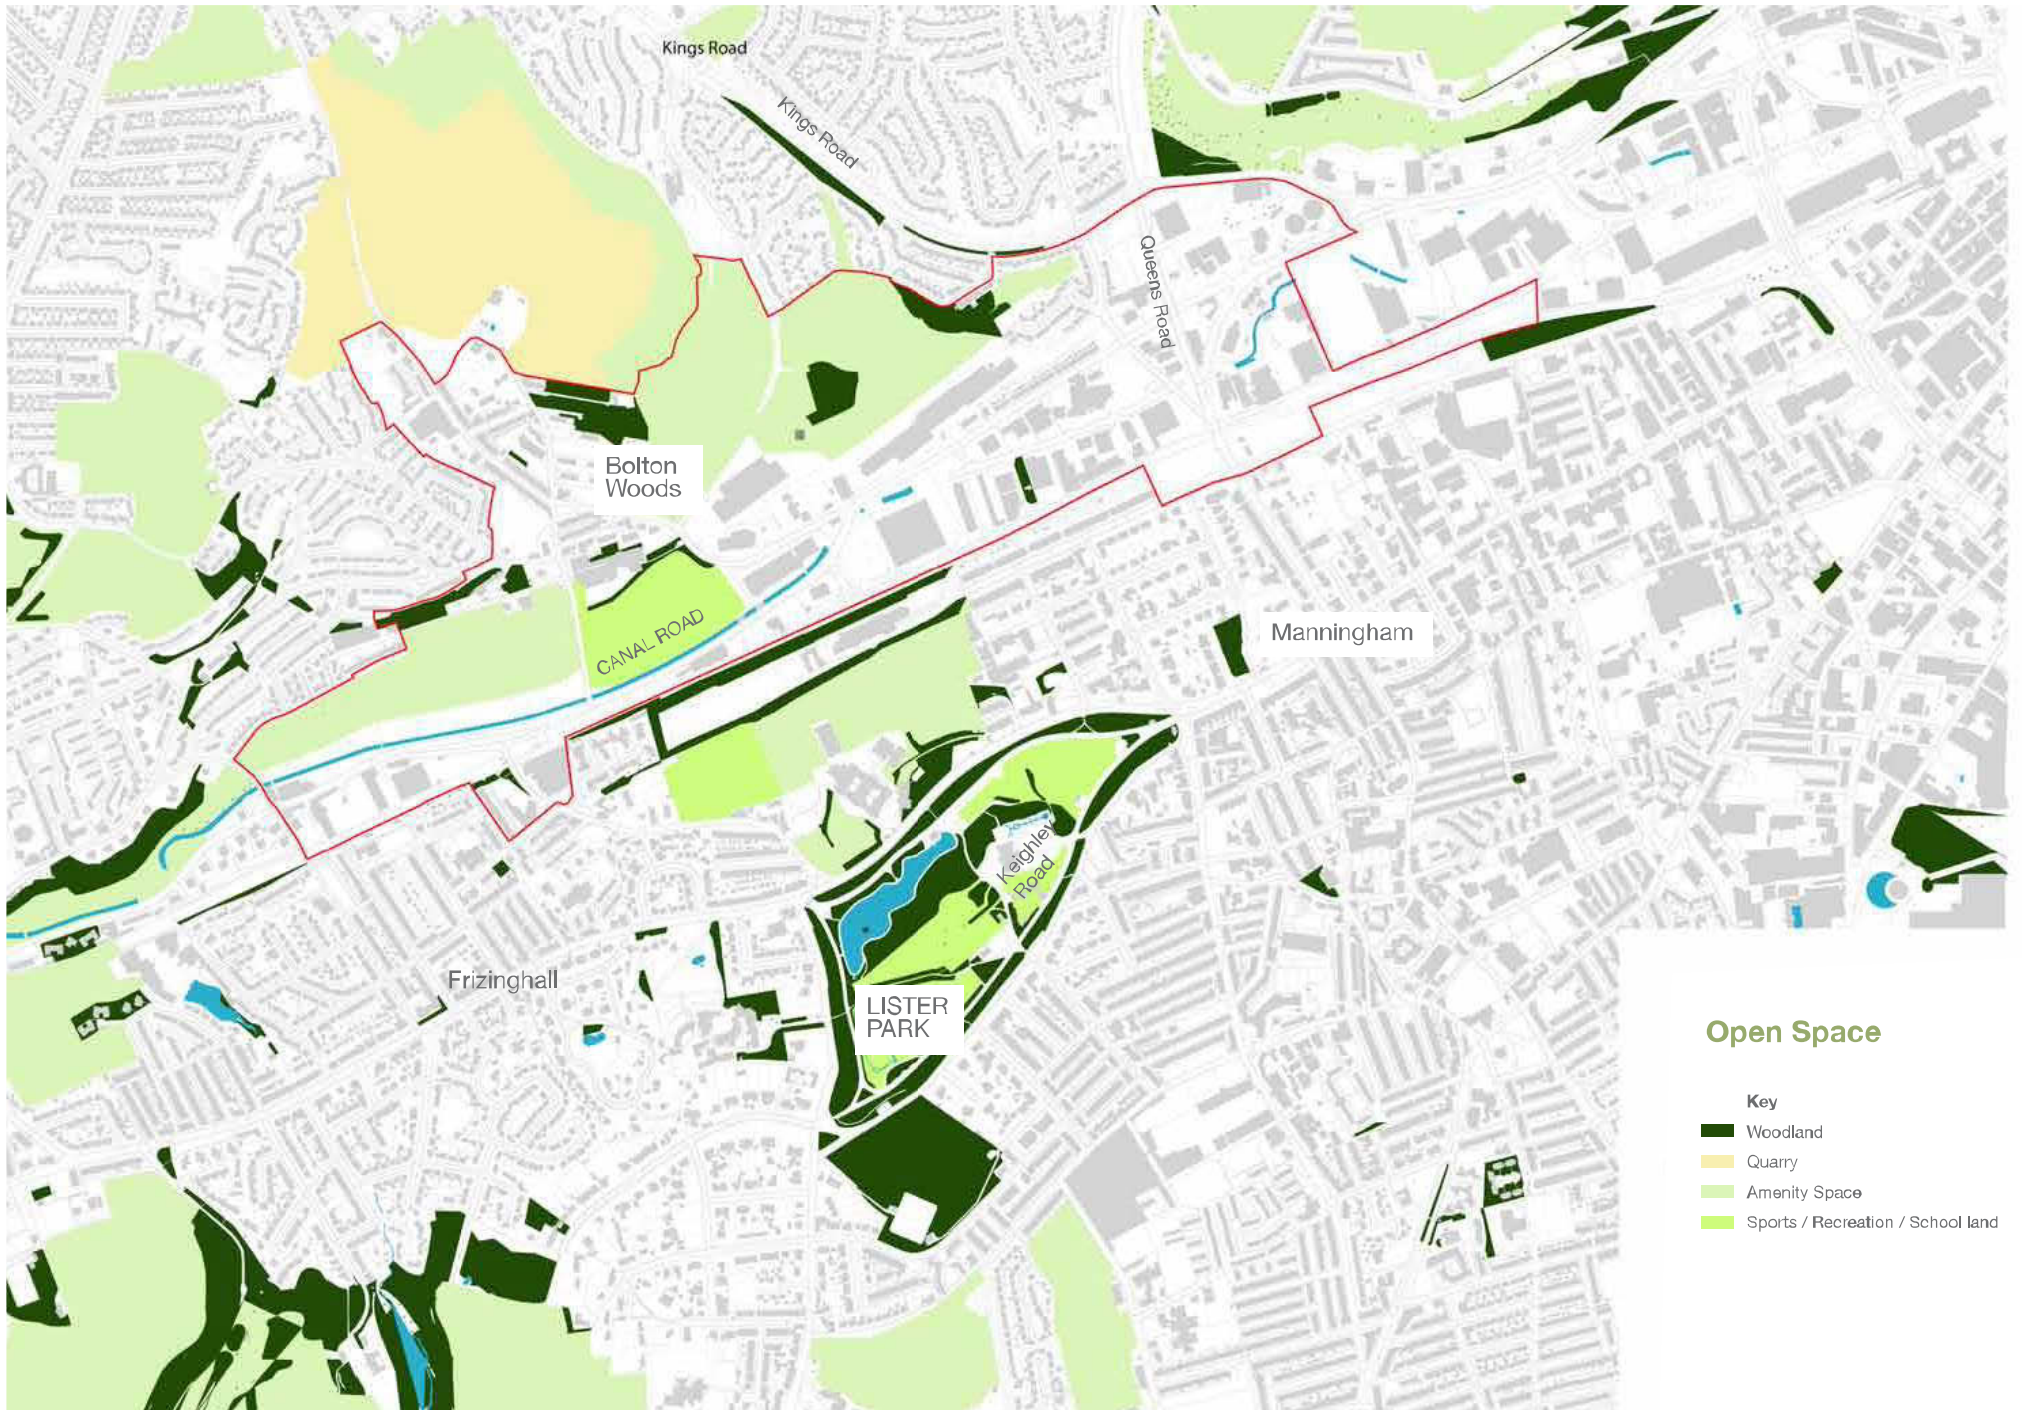 Kings Road
Kings Road
Queens Road
Bolton
Woods
CANAL ROAD
Manningham
Keighley
Road
Frizinghall
LISTER
PARK
Open Space
Key
Woodland
Quarry
Amenity Space
Sports / Recreation / School land